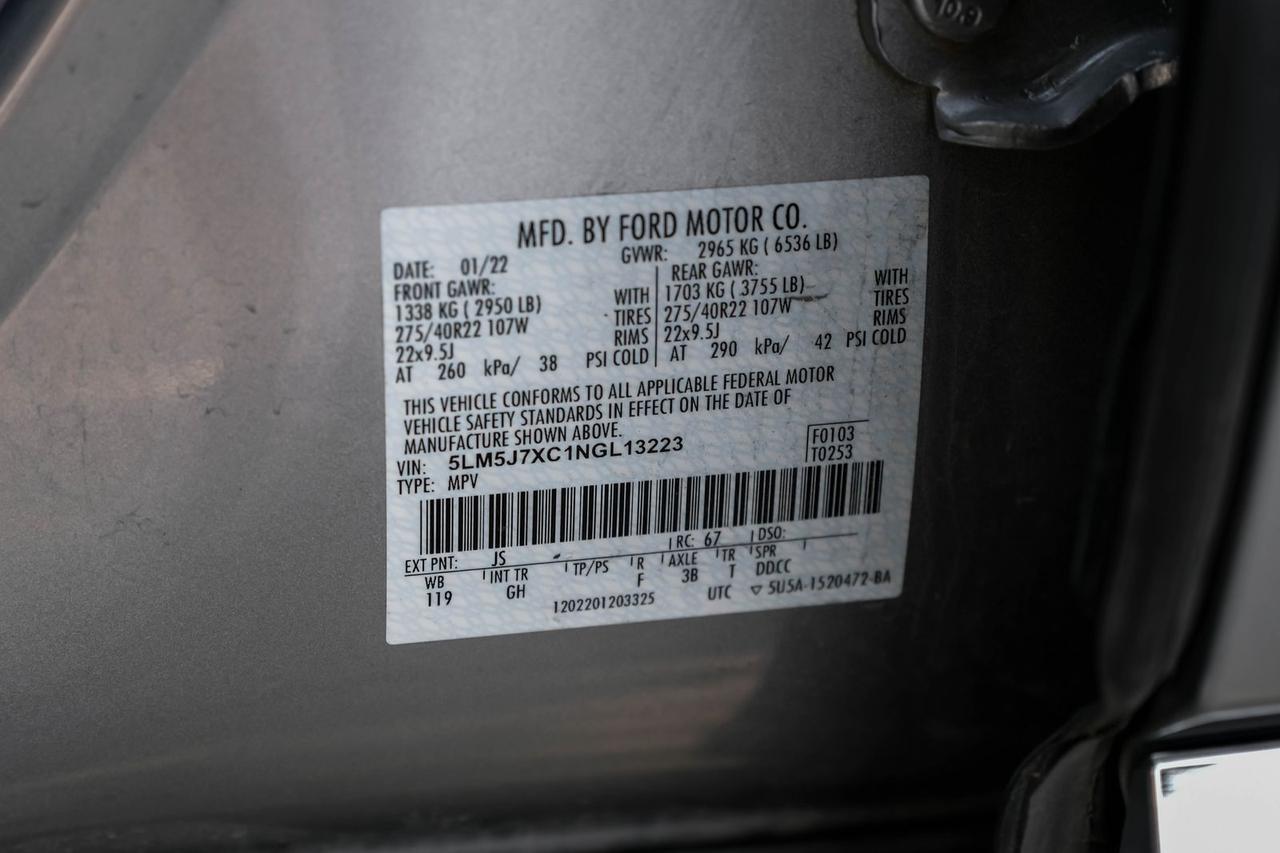 10.9
MFD. BY FORD MOTOR CO.
DATE: 01/22 GVWR: 2965 KG ( 6536 LB)
FRONT GAWR: REAR GAWR:
1338 KG ( 2950 LB) WITH 1703 KG ( 3755 LB) WITH
275/40R22 107W TIRES 275/40R22 107W TIRES
22x9.5J RIMS 22x9.5J RIMS
AT 260 kPa/ 38 PSI COLD AT 290 kPa/ 42 PSI COLD
THIS VEHICLE CONFORMS TO ALL APPLICABLE FEDERAL MOTOR
VEHICLE SAFETY STANDARDS IN EFFECT ON THE DATE OF
MANUFACTURE SHOWN ABOVE.
VIN: 5LM5J7XC1NGL13223 F0103
TYPE: MPV T0253
EXT PNT: JS RC: 67 DSO:
WB INT TR TP/PS R AXLE TR SPR
119 GH F 3B T DDCC
1202201203325 UTC ▽ 5U5A-1520472-BA